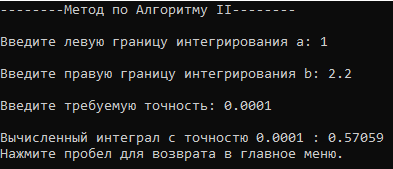 --------Метод по Алгоритму II--------
Введите левую границу интегрирования a: 1
Введите правую границу интегрирования b: 2.2
Введите требуемую точность: 0.0001
Вычисленный интеграл с точностью 0.0001 : 0.57059
Нажмите пробел для возврата в главное меню.